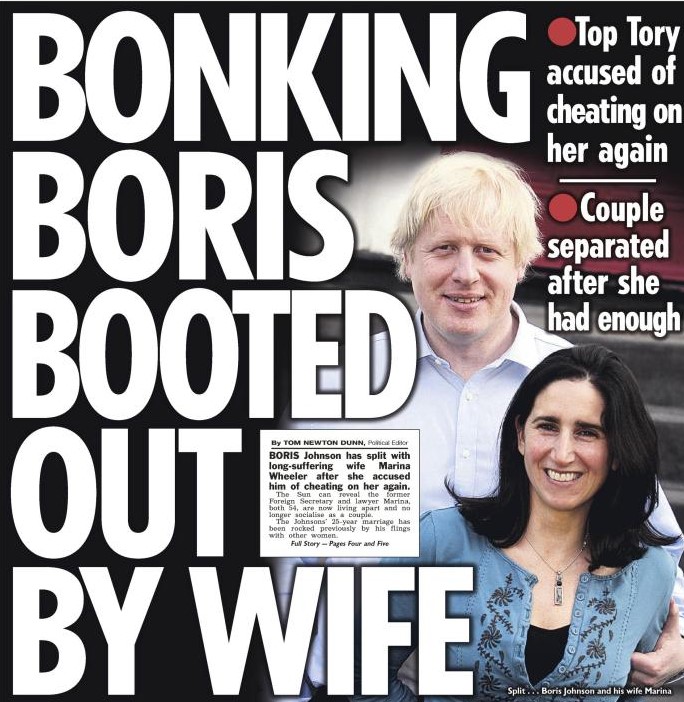 BONKING
BORIS
BOOTED
OUT
BY WIFE
Top Tory
accused of
cheating on
her again
Couple
separated
after she
had enough
By TOM NEWTON DUNN, Political Editor
BORIS Johnson has split with
long-suffering wife Marina
Wheeler after she accused
him of cheating on her again.
The Sun can reveal the former
Foreign Secretary and lawyer Marina,
both 54, are now living apart and no
longer socialise as a couple.
The Johnsons' 25-year marriage has
been rocked previously by his flings
with other women.
Full Story — Pages Four and Five
Split . . . Boris Johnson and his wife Marina